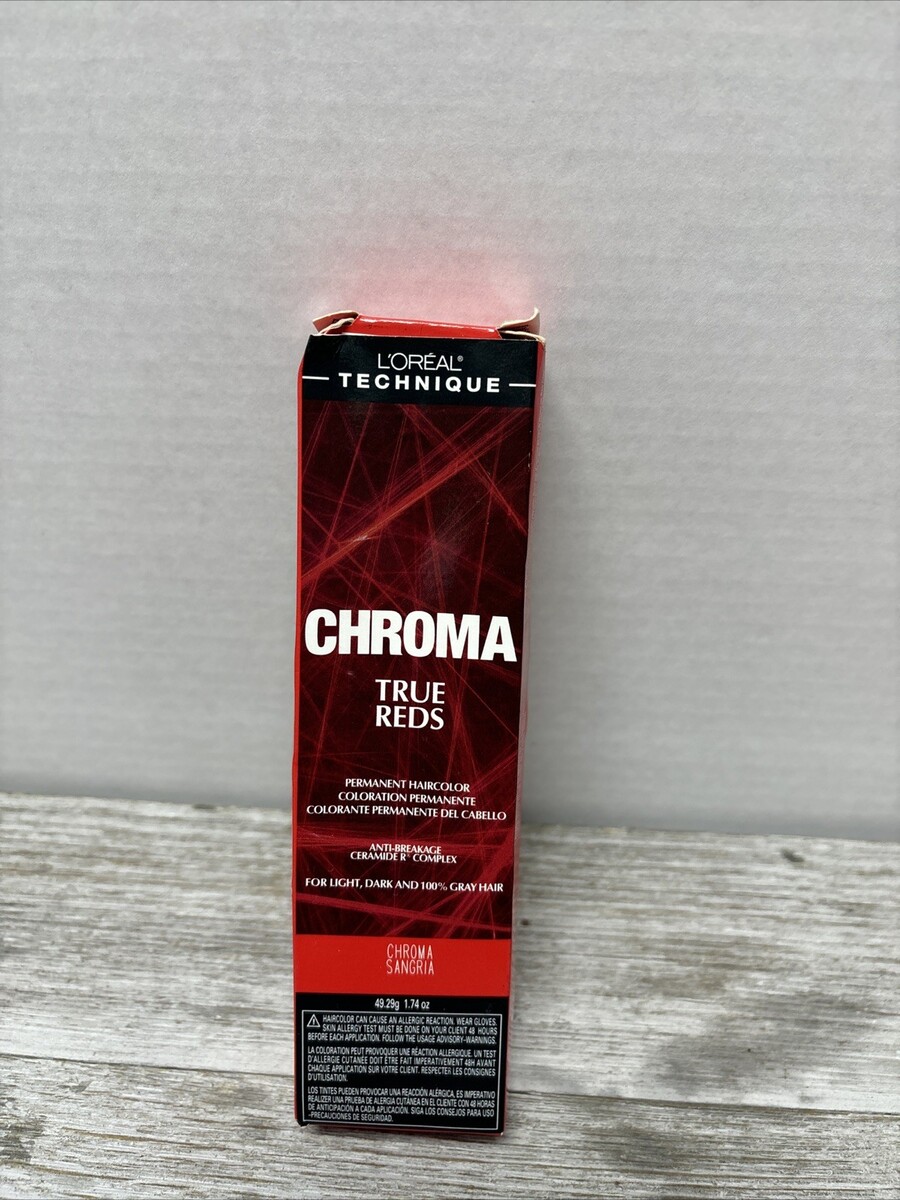 L'ORÉAL®
TECHNIQUE
CHROMA
TRUE
REDS
PERMANENT HAIRCOLOR
COLORATION PERMANENTE
COLORANTE PERMANENTE DEL CABELLO
ANTI-BREAKAGE
CERAMIDE R® COMPLEX
FOR LIGHT, DARK AND 100% GRAY HAIR
CHROMA
SANGRIA
49.29g 1.74 oz
HAIRCOLOR CAN CAUSE AN ALLERGIC REACTION. WEAR GLOVES.
SKIN ALLERGY TEST MUST BE DONE ON YOUR CLIENT 48 HOURS
BEFORE EACH APPLICATION. FOLLOW THE USAGE ADVISORY-WARNINGS.
LA COLORATION PEUT PROVOQUER UNE RÉACTION ALLERGIQUE. UN TEST
D'ALLERGIE CUTANÉE DOIT ÊTRE FAIT IMPÉRATIVEMENT 48H AVANT
CHAQUE APPLICATION SUR VOTRE CLIENT. RESPECTER LES CONSIGNES
D'UTILISATION.
LOS TINTES PUEDEN PROVOCAR UNA REACCIÓN ALÉRGICA, ES IMPERATIVO
REALIZAR UNA PRUEBA DE ALERGIA CUTÁNEA EN EL CLIENTE CON 48 HORAS
DE ANTICIPACIÓN A CADA APLICACIÓN. SIGA LOS CONSEJOS PARA USO
-PRECAUCIONES DE SEGURIDAD.